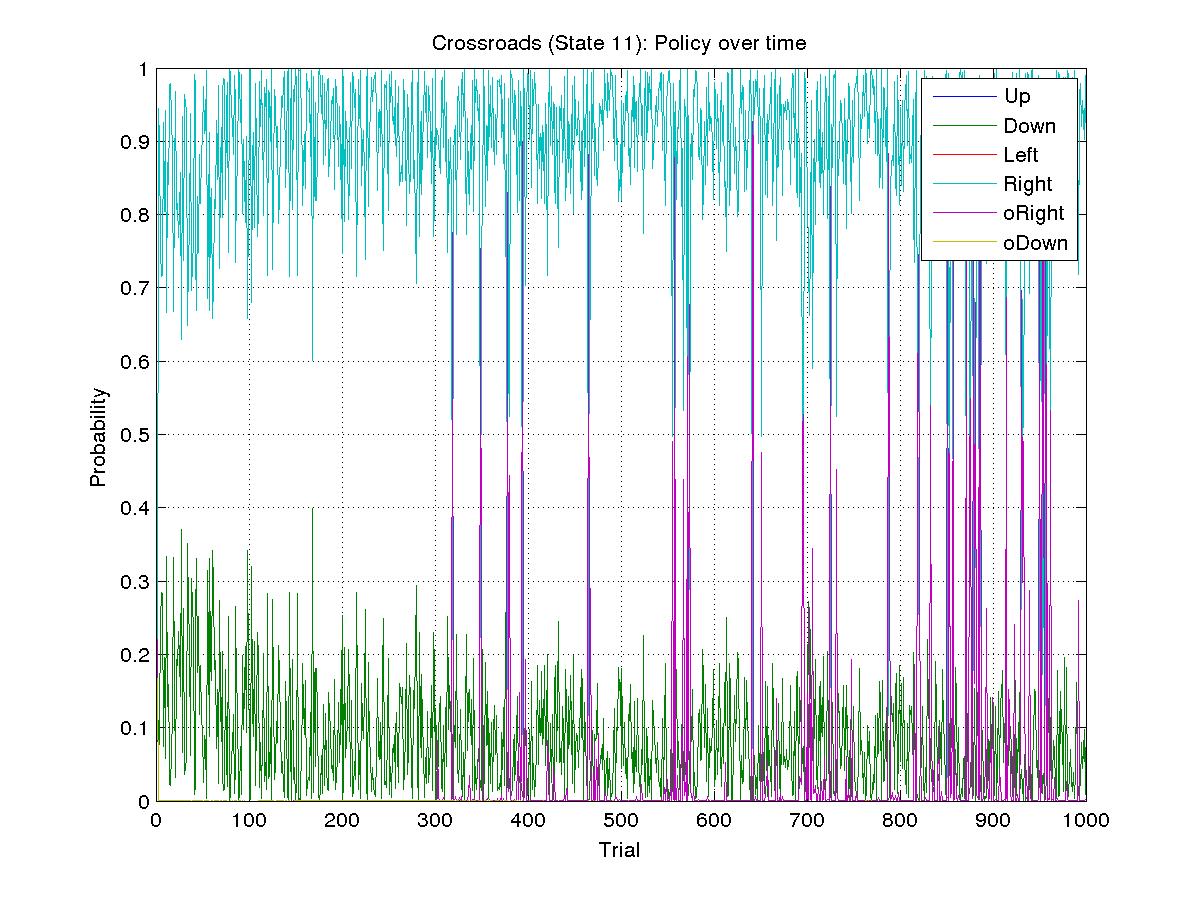 Crossroads (State 11): Policy over time
1
0.9
0.8
0.7
0.6
0.5
0.4
0.3
0.2
0.1
0
Probability
Up
Down
Left
Right
oRight
oDown
0 100 200 300 400 500 600 700 800 900 1000
Trial